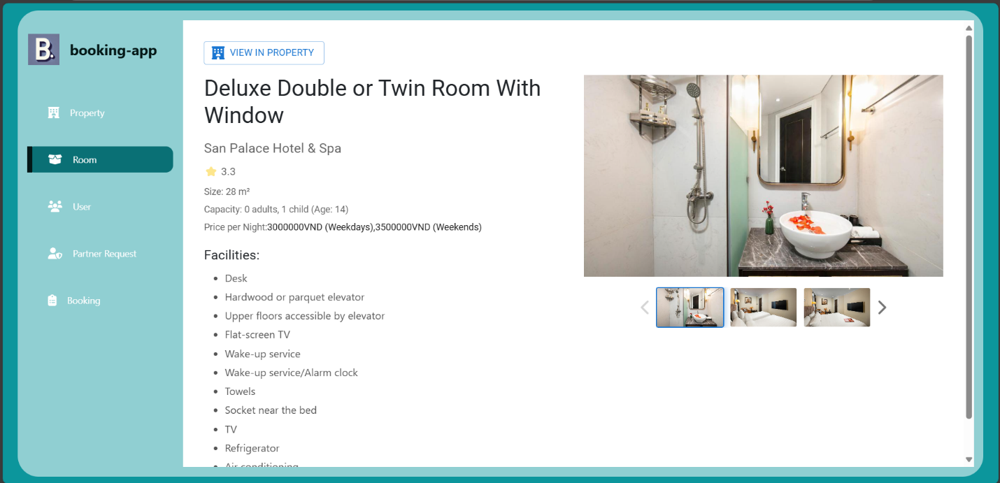 B.
booking-app
Property
Room
User
Partner Request
Booking
VIEW IN PROPERTY
Deluxe Double or Twin Room With
Window
San Palace Hotel & Spa
3.3
Size: 28 m²
Capacity: 0 adults, 1 child (Age: 14)
Price per Night:3000000VND (Weekdays),3500000VND (Weekends)
Facilities:
Desk
Hardwood or parquet elevator
Upper floors accessible by elevator
Flat-screen TV
Wake-up service
Wake-up service/Alarm clock
Towels
Socket near the bed
TV
Refrigerator
Air conditioning